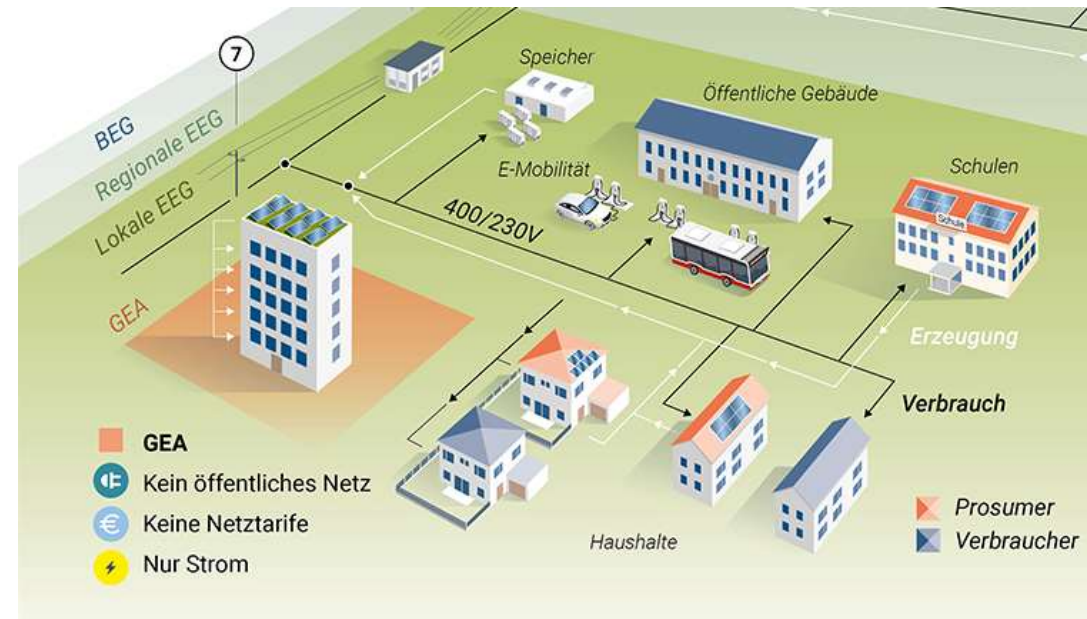 7
Speicher
Öffentliche Gebäude
BEG
Regionale EEG
Lokale EEG
E-Mobilität
Schulen
Schule
400/230V
GEA
Erzeugung
Verbrauch
GEA
Kein öffentliches Netz
€ Keine Netztarife
Nur Strom
Haushalte
Prosumer
Verbraucher